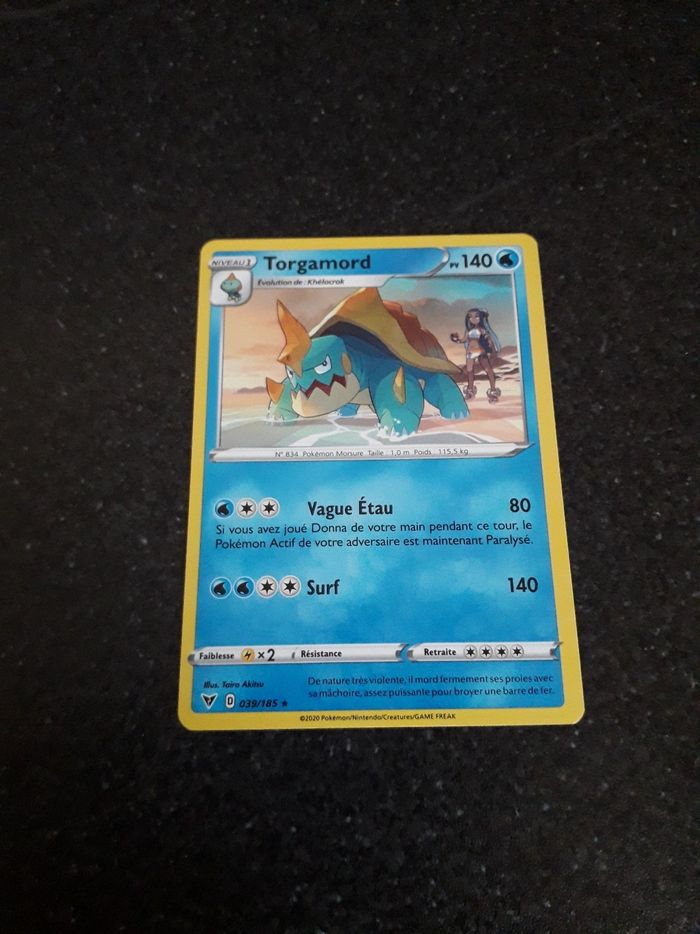 NIVEAU 1 Torgamord PV 140
Évolution de : Khélocrok
N° 834 Pokémon Morsure Taille : 1,0 m Poids : 115,5 kg
Vague Étau 80
Si vous avez joué Donna de votre main pendant ce tour, le
Pokémon Actif de votre adversaire est maintenant Paralysé.
Surf 140
Faiblesse ×2 Résistance Retraite
Illus. Taira Akitsu
De nature très violente, il mord fermement ses proies avec
sa mâchoire, assez puissante pour broyer une barre de fer.
D 039/185 ★
©2020 Pokémon/Nintendo/Creatures/GAME FREAK